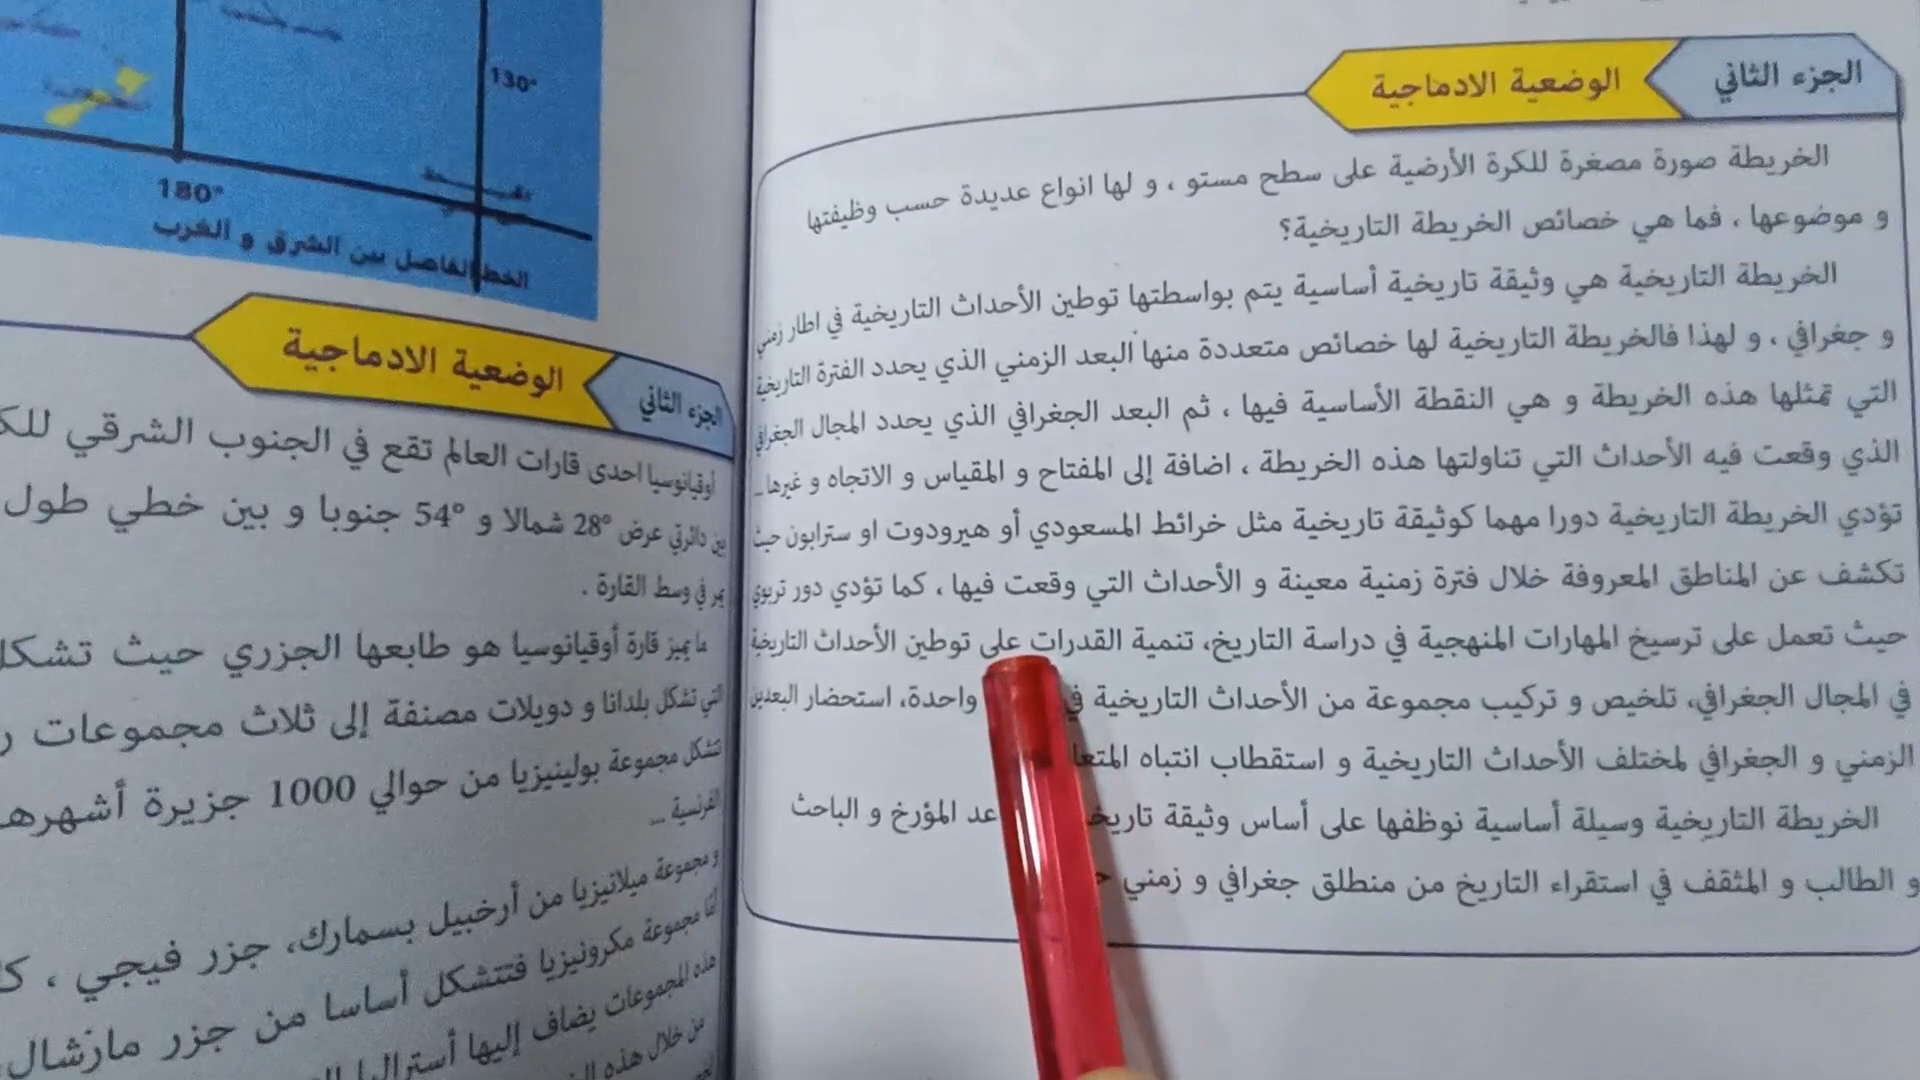 الجزء الثاني
الوضعية الادماجية
الخريطة صورة مصغرة للكرة الأرضية على سطح مستو ، و لها انواع عديدة حسب وظيفتها
و موضوعها ، فما هي خصائص الخريطة التاريخية؟
الخريطة التاريخية هي وثيقة تاريخية أساسية يتم بواسطتها توطين الأحداث التاريخية في اطار زمني
و جغرافي ، و لهذا فالخريطة التاريخية لها خصائص متعددة منها البعد الزمني الذي يحدد الفترة التاريخية
التي تمثلها هذه الخريطة و هي النقطة الأساسية فيها ، ثم البعد الجغرافي الذي يحدد المجال الجغرافي
الذي وقعت فيه الأحداث التي تناولتها هذه الخريطة ، اضافة إلى المفتاح و المقياس و الاتجاه و غيرها ...
تؤدي الخريطة التاريخية دورا مهما كوثيقة تاريخية مثل خرائط المسعودي أو هيرودوت او سترابون حيث
تكشف عن المناطق المعروفة خلال فترة زمنية معينة و الأحداث التي وقعت فيها ، كما تؤدي دور تربوي
حيث تعمل على ترسيخ المهارات المنهجية في دراسة التاريخ، تنمية القدرات على توطين الأحداث التاريخية
في المجال الجغرافي، تلخيص و تركيب مجموعة من الأحداث التاريخية في واحدة، استحضار البعدين
الزمني و الجغرافي لمختلف الأحداث التاريخية و استقطاب انتباه
الخريطة التاريخية وسيلة أساسية نوظفها على أساس وثيقة المؤرخ و الباحث
و الطالب و المثقف في استقراء التاريخ من منطلق جغرافي و زمني
130°
180°
الخط الفاصل بين الشرق و الغرب
الجزء الثاني
الوضعية الادماجية
أوقيانوسيا احدى قارات العالم تقع في الجنوب الشرقي
بين دائرتي عرض 28° شمالا و 54° جنوبا و بين خطي طول
يمر في وسط القارة .
ما يميز قارة أوقيانوسيا هو طابعها الجزري حيث
التي تشكل بلدانا و دويلات مصنفة إلى ثلاث مجموعات
تشكل مجموعة بولينيزيا من حوالي 1000 جزيرة
الفرنسية ...
و مجموعة ميلانيزيا من أرخبيل بسمارك، جزر فيجي ،
أما مجموعة مكرونيزيا فتتشكل أساسا من جزر مارشال
هذه المجموعات يضاف إليها أستراليا
من خلال هذه